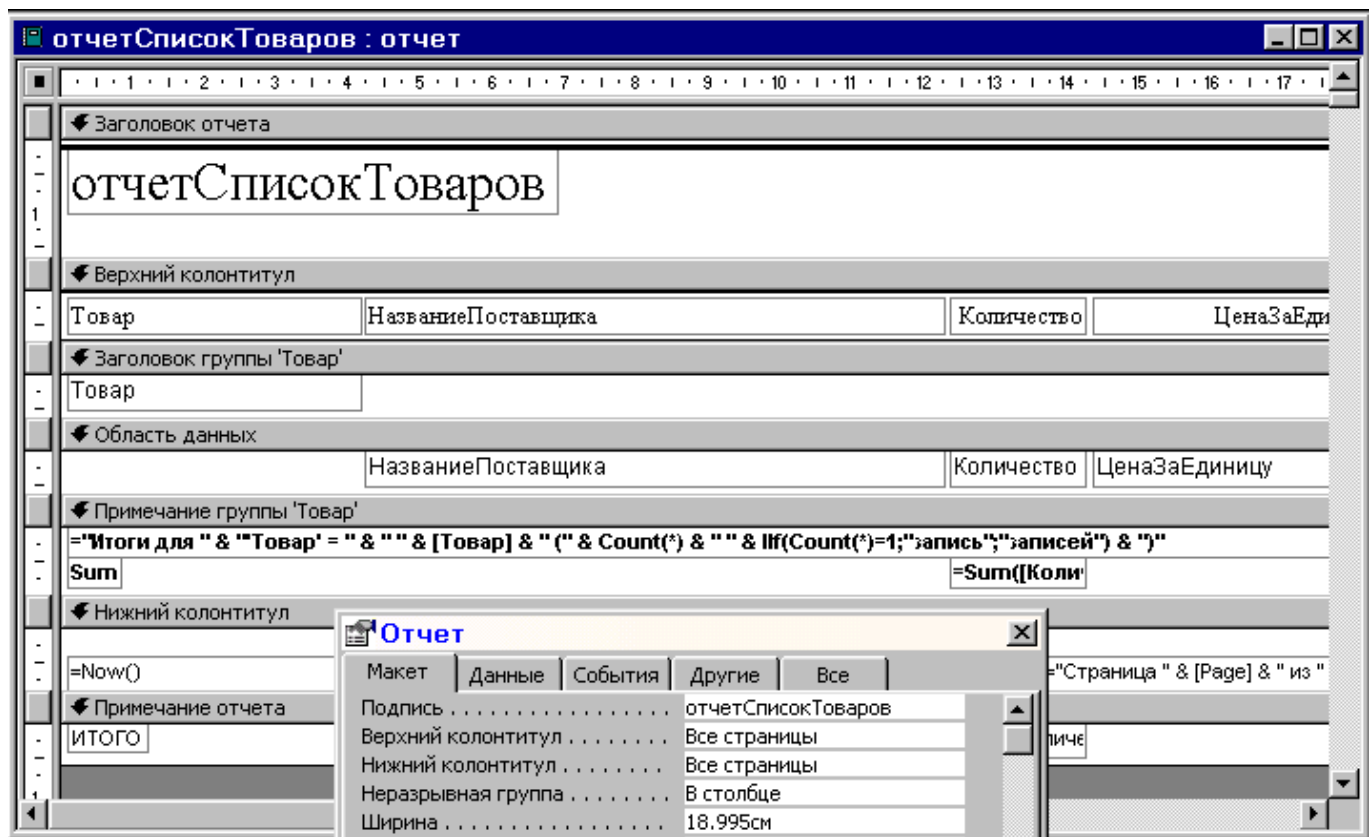 отчетСписокТоваров : отчет
1 2 3 4 5 6 7 8 9 10 11 12 13 14 15 16 17
Заголовок отчета
отчетСписокТоваров
1
Верхний колонтитул
Товар НазваниеПоставщика Количество ЦенаЗаЕди
Заголовок группы 'Товар'
Товар
Область данных
НазваниеПоставщика Количество ЦенаЗаЕдиницу
Примечание группы 'Товар'
="Итоги для " & "'Товар' = " & " " & [Товар] & " (" & Count(*) & " " & IIf(Count(*)=1;"запись";"записей") & ")"
Sum =Sum([Коли
Нижний колонтитул
Отчет
=Now() ="Страница " & [Page] & " из "
Макет Данные События Другие Все
Примечание отчета
Подпись . . . . . . . . . . . . . . . . . отчетСписокТоваров
ИТОГО
Верхний колонтитул . . . . . . . . Все страницы
Нижний колонтитул . . . . . . . . Все страницы
Неразрывная группа . . . . . . . . В столбце
1
Ширина . . . . . . . . . . . . . . . . . 18.995см